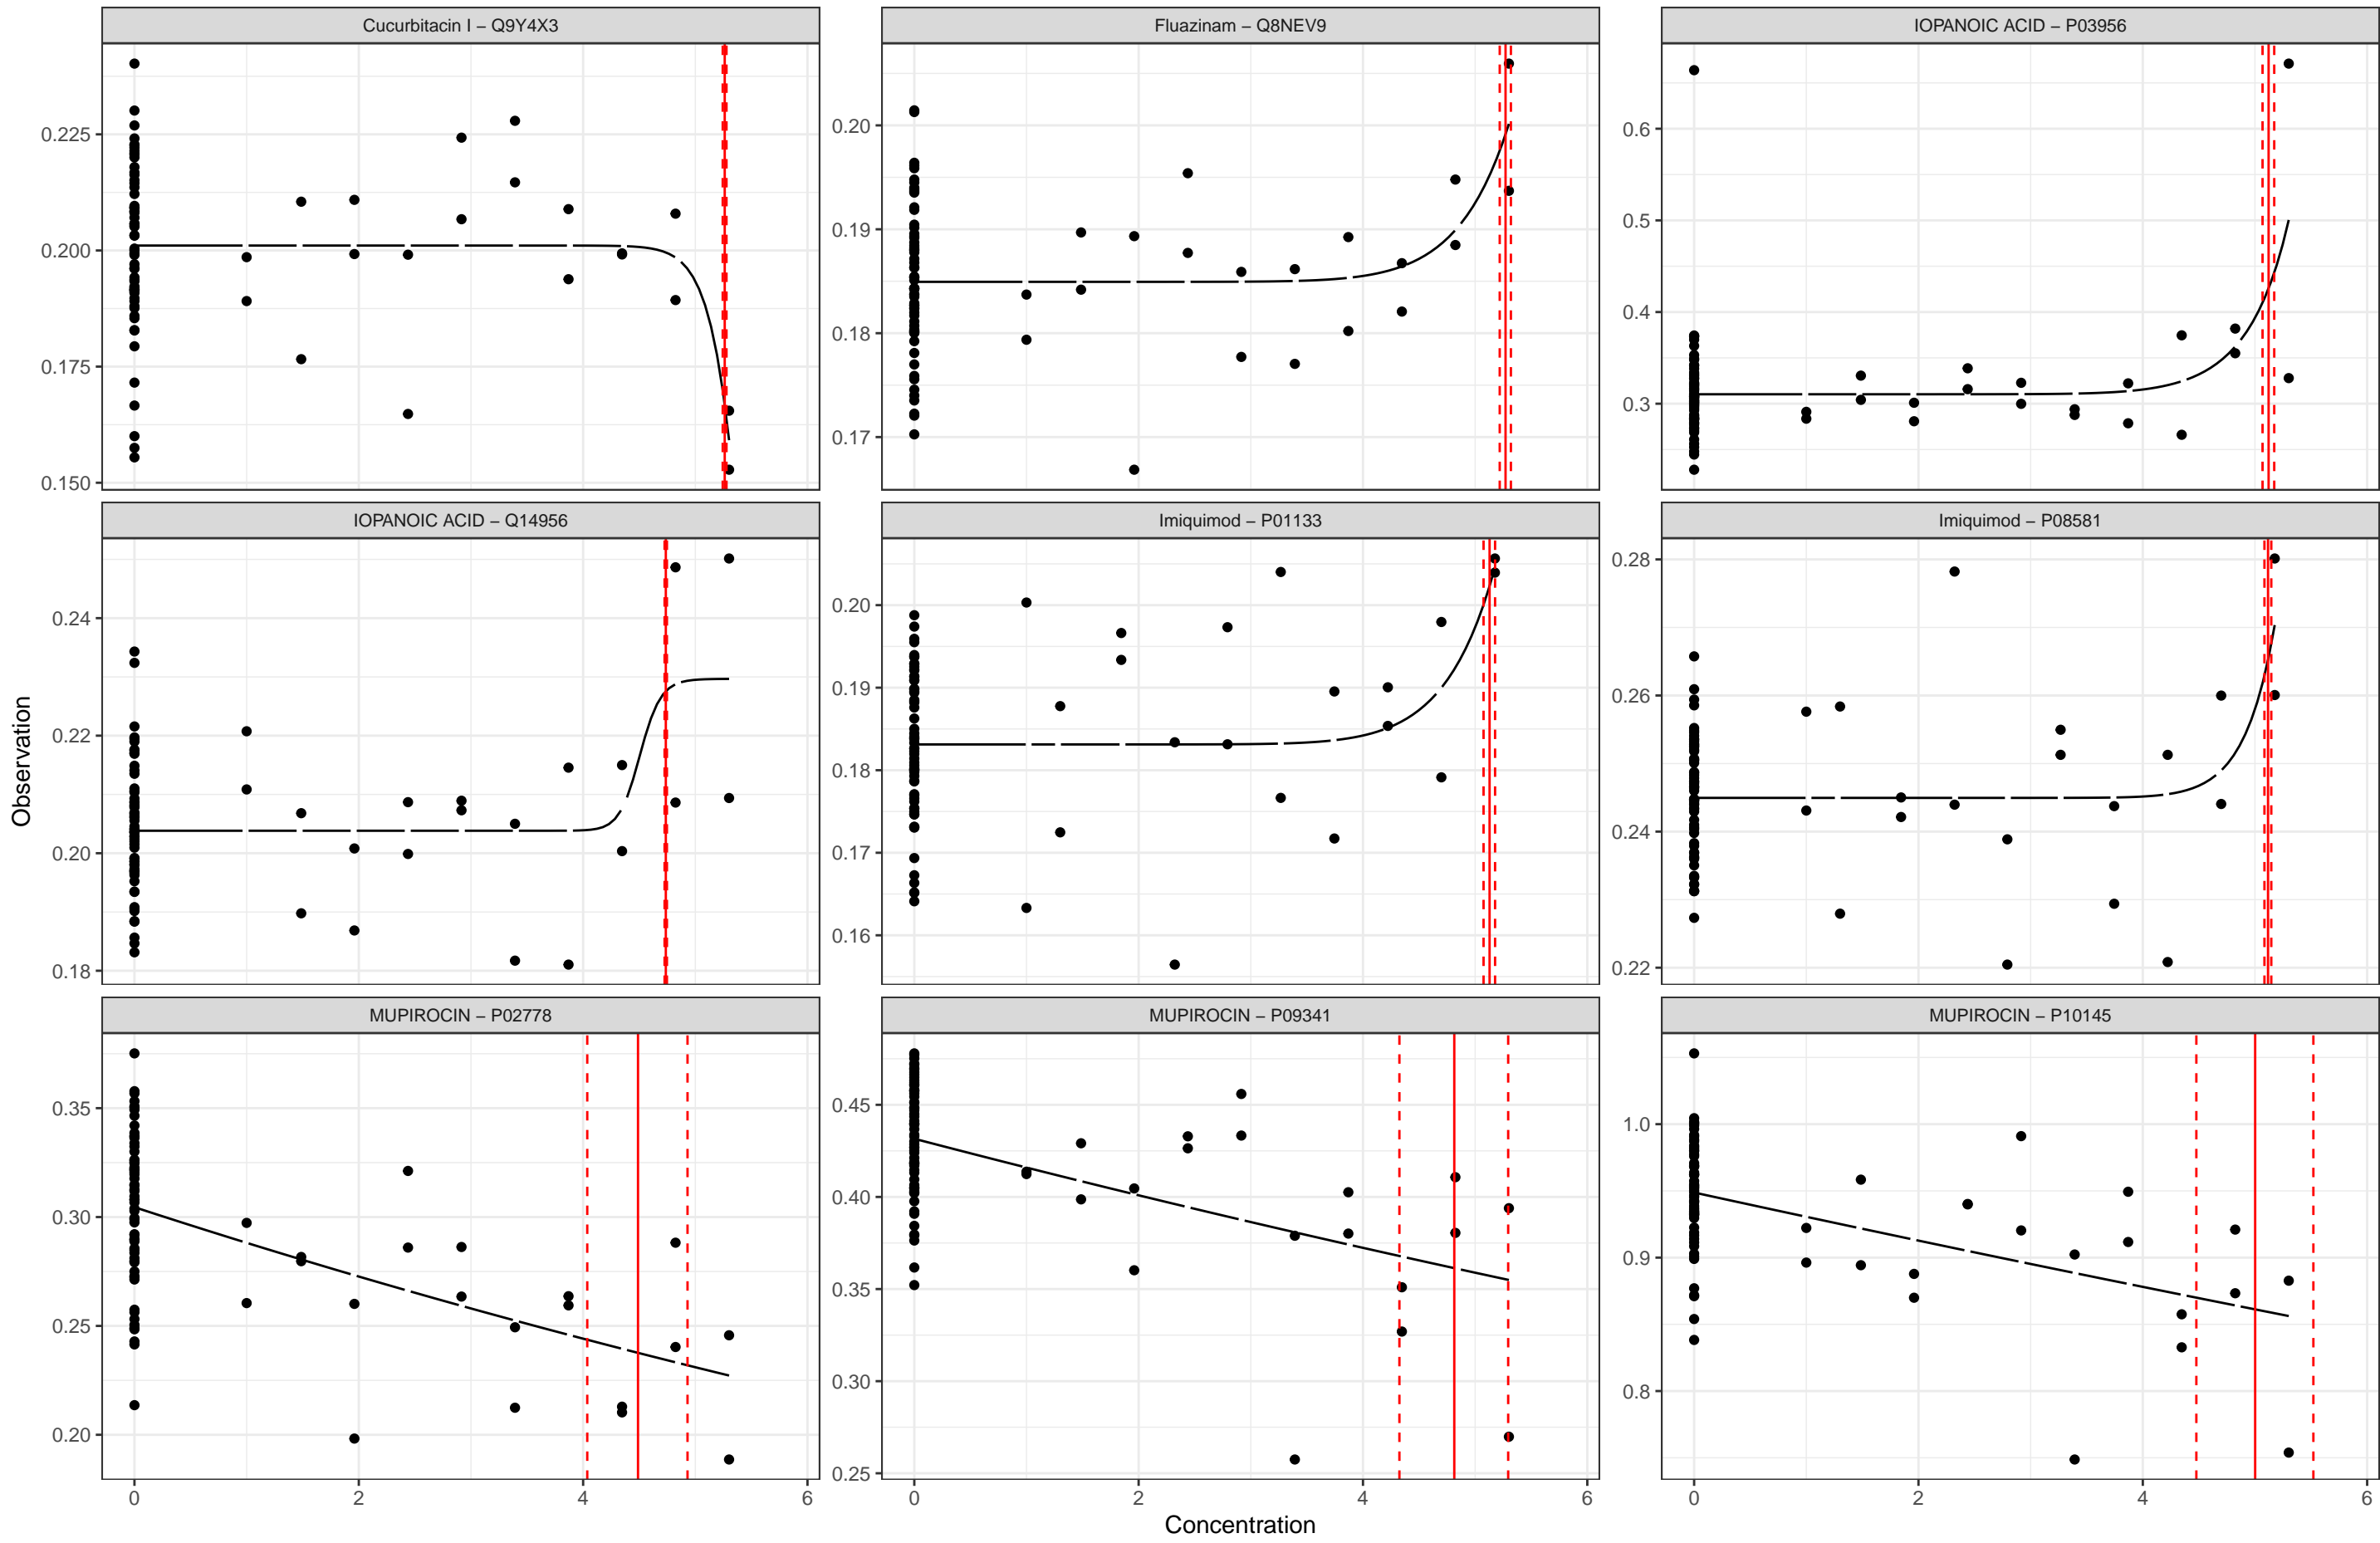 Cucurbitacin I – Q9Y4X3
Fluazinam – Q8NEV9
IOPANOIC ACID – P03956
0.225
0.200
0.175
0.150
0.20
0.19
0.18
0.17
0.6
0.5
0.4
0.3
IOPANOIC ACID – Q14956
Imiquimod – P01133
Imiquimod – P08581
0.24
0.22
0.20
0.18
0.20
0.19
0.18
0.17
0.16
0.28
0.26
0.24
0.22
Observation
MUPIROCIN – P02778
MUPIROCIN – P09341
MUPIROCIN – P10145
0.35
0.30
0.25
0.20
0.45
0.40
0.35
0.30
0.25
1.0
0.9
0.8
0 2 4 6
0 2 4 6
0 2 4 6
Concentration